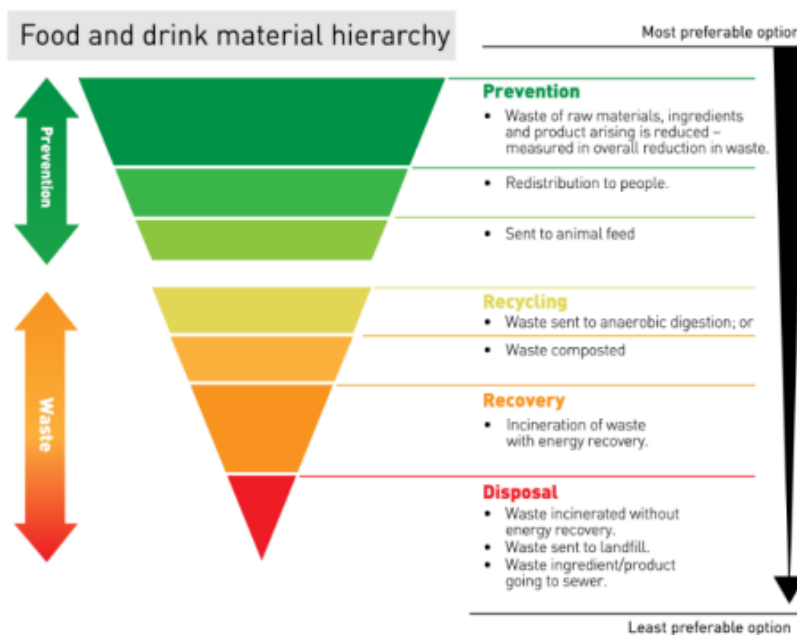 Food and drink material hierarchy
Most preferable option
Prevention
Prevention
• Waste of raw materials, ingredients
and product arising is reduced –
measured in overall reduction in waste.
• Redistribution to people.
• Sent to animal feed
Waste
Recycling
• Waste sent to anaerobic digestion; or
• Waste composted
Recovery
• Incineration of waste
with energy recovery.
Disposal
• Waste incinerated without
energy recovery.
• Waste sent to landfill.
• Waste ingredient/product
going to sewer.
Least preferable option